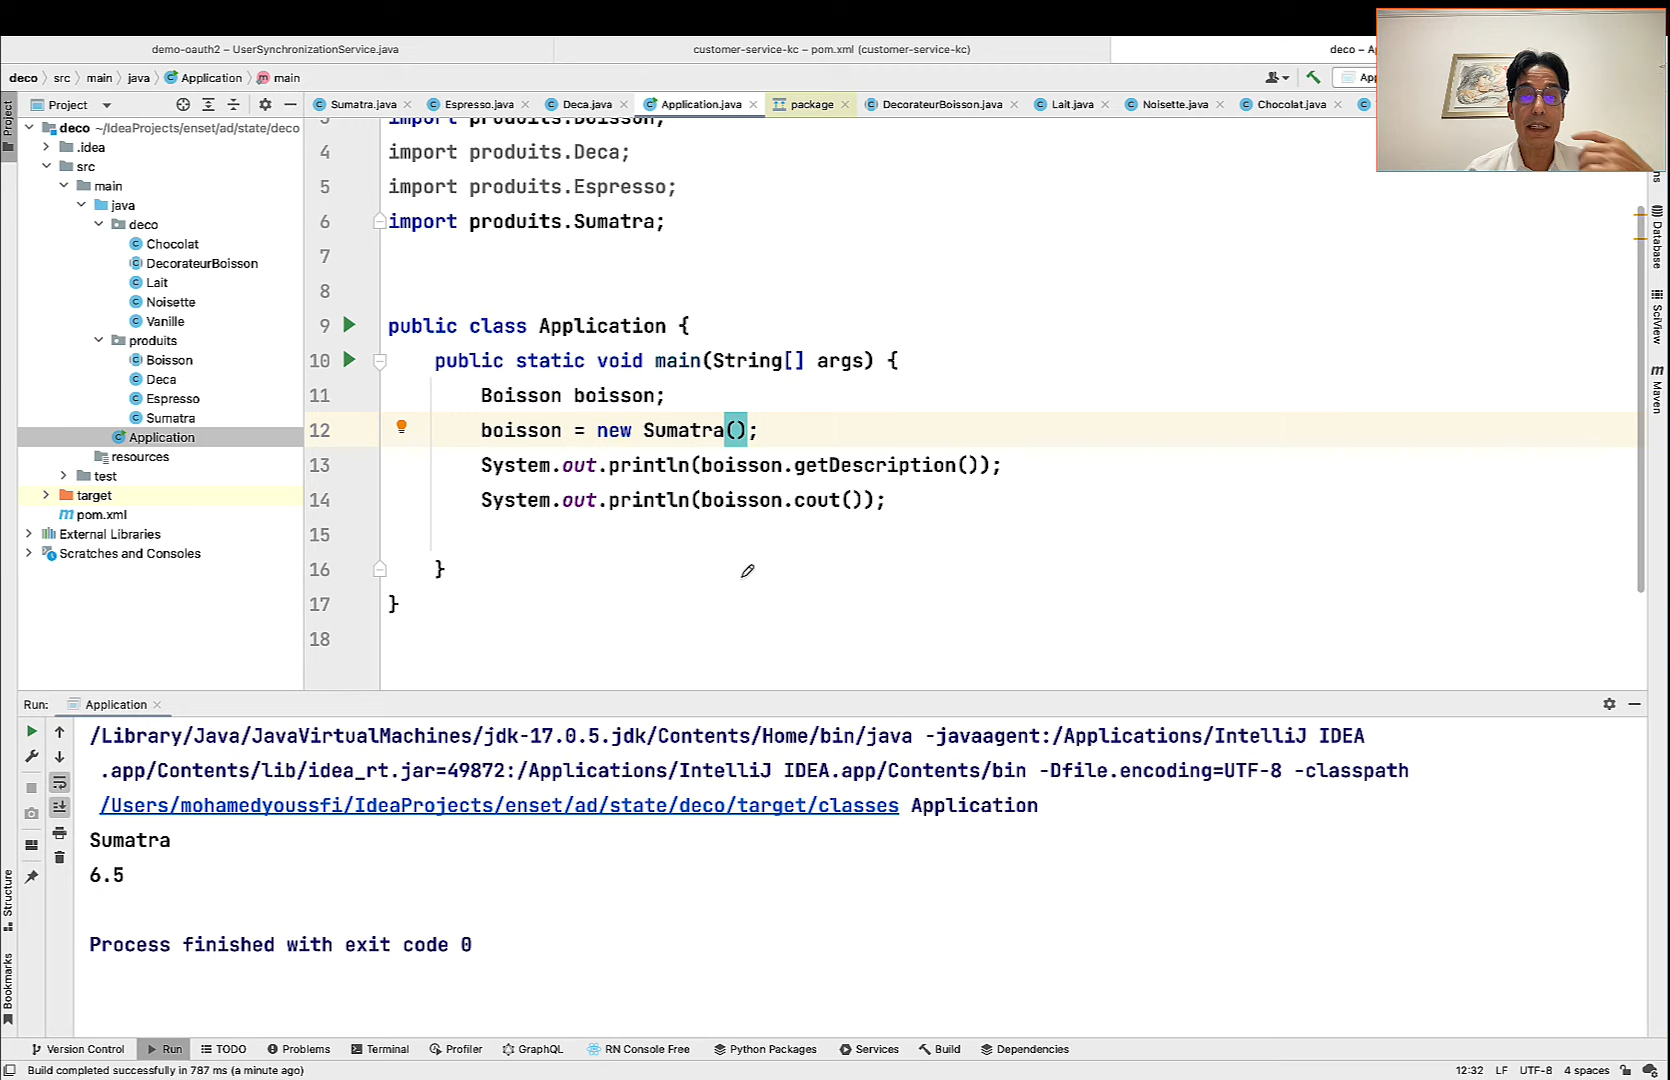 demo-oauth2 – UserSynchronizationService.java
customer-service-kc – pom.xml (customer-service-kc)
deco – A
deco
src
main
java
Application
main
App
Project
Sumatra.java
Espresso.java
Deca.java
Application.java
package
DecorateurBoisson.java
Lait.java
Noisette.java
Chocolat.java
Project
deco ~/IdeaProjects/enset/ad/state/deco
.idea
src
main
java
deco
Chocolat
DecorateurBoisson
Lait
Noisette
Vanille
produits
Boisson
Deca
Espresso
Sumatra
Application
resources
test
target
pom.xml
External Libraries
Scratches and Consoles
3 import produits.Boisson;
4 import produits.Deca;
5 import produits.Espresso;
6 import produits.Sumatra;
7
8
9 public class Application {
10 public static void main(String[] args) {
11 Boisson boisson;
12 boisson = new Sumatra();
13 System.out.println(boisson.getDescription());
14 System.out.println(boisson.cout());
15
16 }
17 }
18
ns
Database
SciView
Maven
Run:
Application
/Library/Java/JavaVirtualMachines/jdk-17.0.5.jdk/Contents/Home/bin/java -javaagent:/Applications/IntelliJ IDEA
.app/Contents/lib/idea_rt.jar=49872:/Applications/IntelliJ IDEA.app/Contents/bin -Dfile.encoding=UTF-8 -classpath
/Users/mohamedyoussfi/IdeaProjects/enset/ad/state/deco/target/classes Application
Sumatra
6.5
Process finished with exit code 0
Structure
Bookmarks
Version Control
Run
TODO
Problems
Terminal
Profiler
GraphQL
RN Console Free
Python Packages
Services
Build
Dependencies
Build completed successfully in 787 ms (a minute ago)
12:32
LF
UTF-8
4 spaces